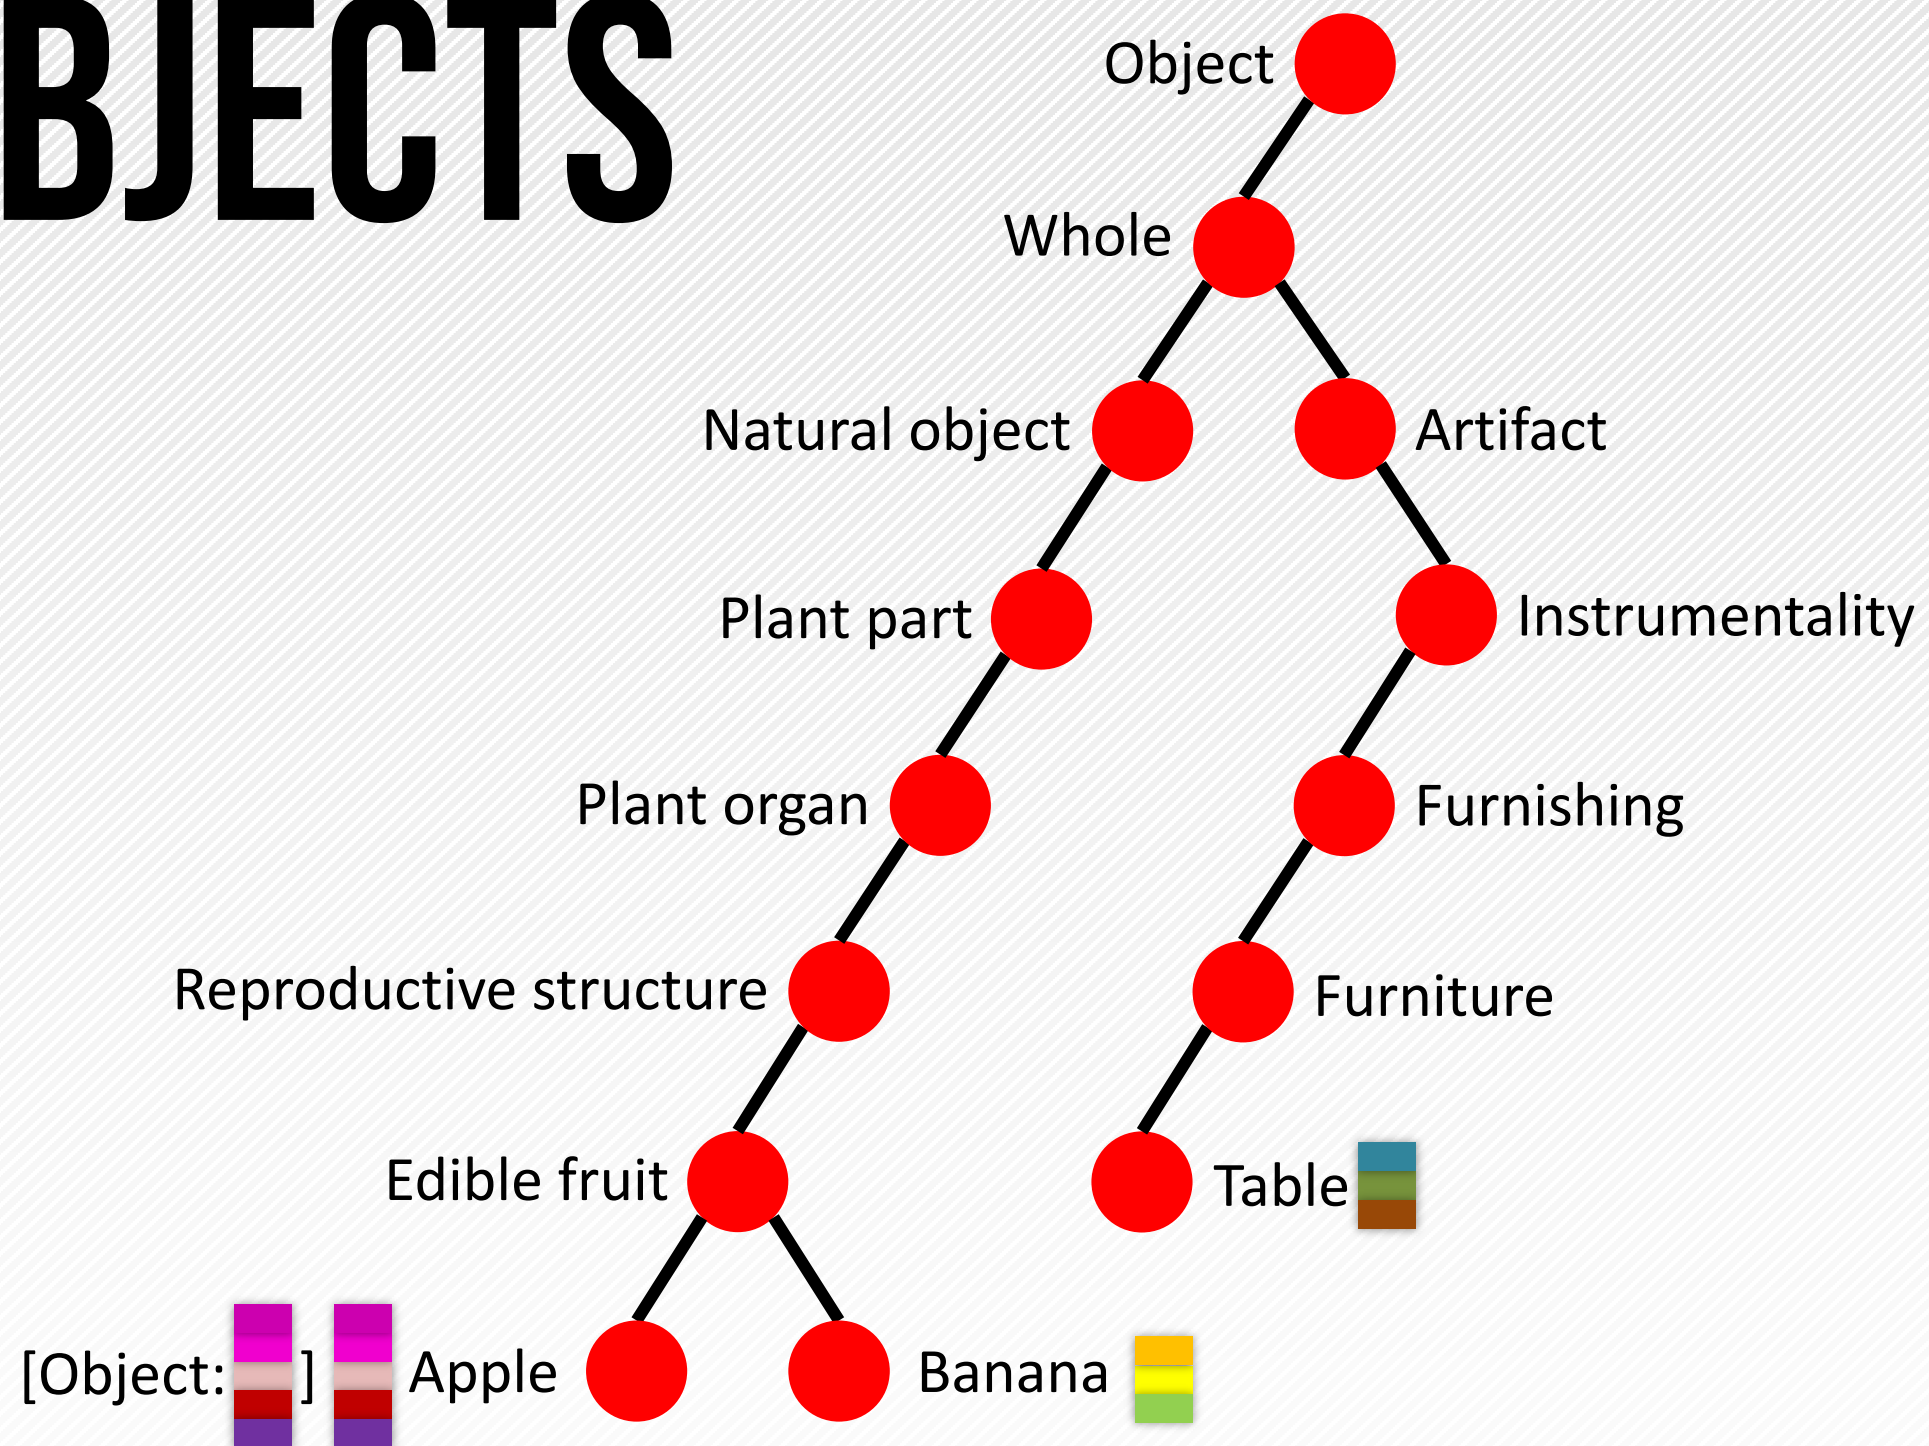 BJECTS
Object
Whole
Natural object
Artifact
Plant part
Instrumentality
Plant organ
Furnishing
Reproductive structure
Furniture
Edible fruit
Table
[Object: ] Apple
Banana